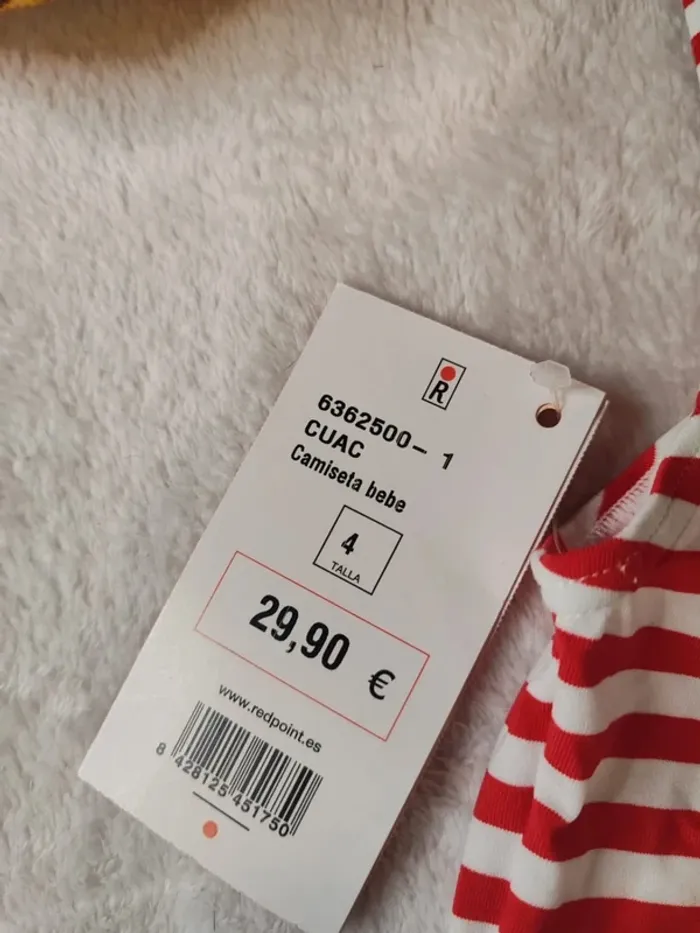 R
6362500- 1
CUAC
Camiseta bebe
4
TALLA
29,90 €
www.redpoint.es
8 428125 451750